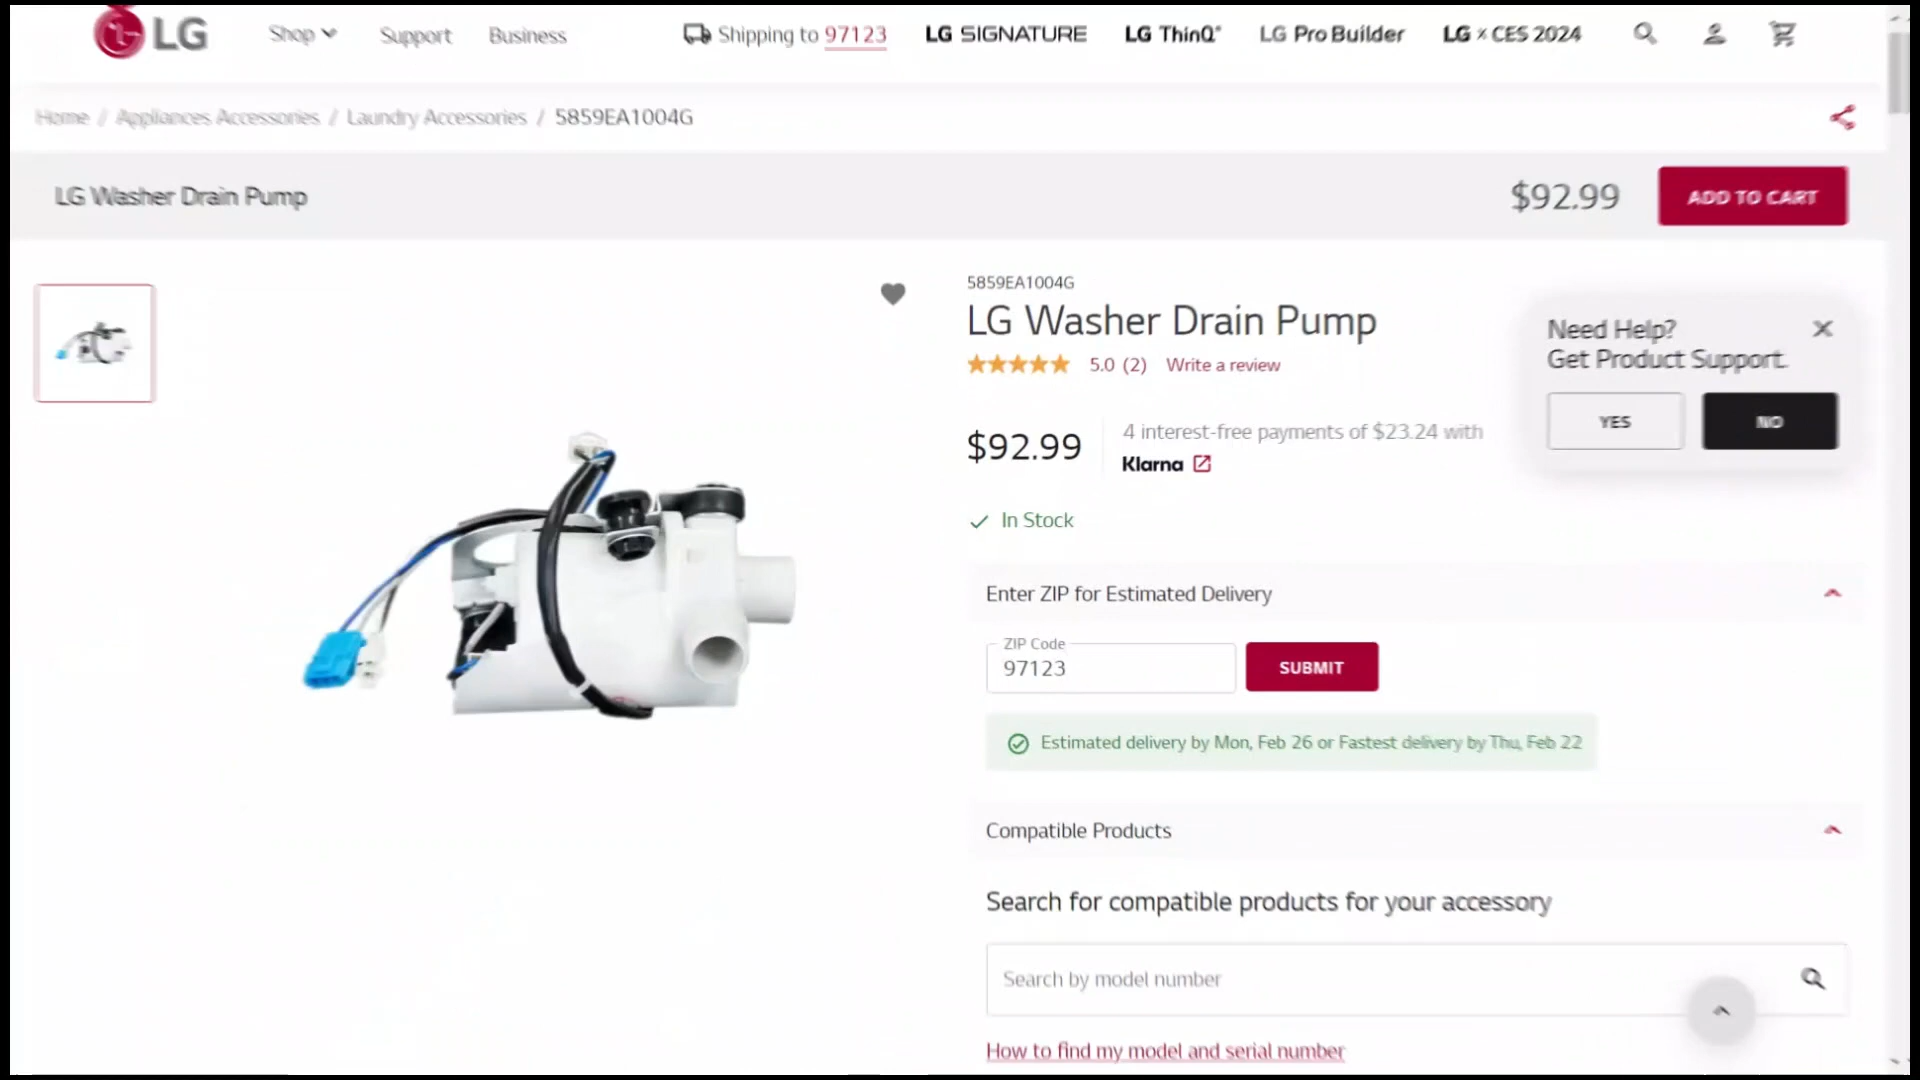 LG
Shop
Support
Business
Shipping to 97123
LG SIGNATURE
LG ThinQ
LG Pro Builder
LG x CES 2024
Home / Appliances Accessories / Laundry Accessories / 5859EA1004G
LG Washer Drain Pump
$92.99
ADD TO CART
5859EA1004G
LG Washer Drain Pump
5.0 (2) Write a review
$92.99
4 interest-free payments of $23.24 with
Klarna
In Stock
Need Help?
Get Product Support.
YES
NO
Enter ZIP for Estimated Delivery
ZIP Code
97123
SUBMIT
Estimated delivery by Mon, Feb 26 or Fastest delivery by Thu, Feb 22
Compatible Products
Search for compatible products for your accessory
Search by model number
How to find my model and serial number